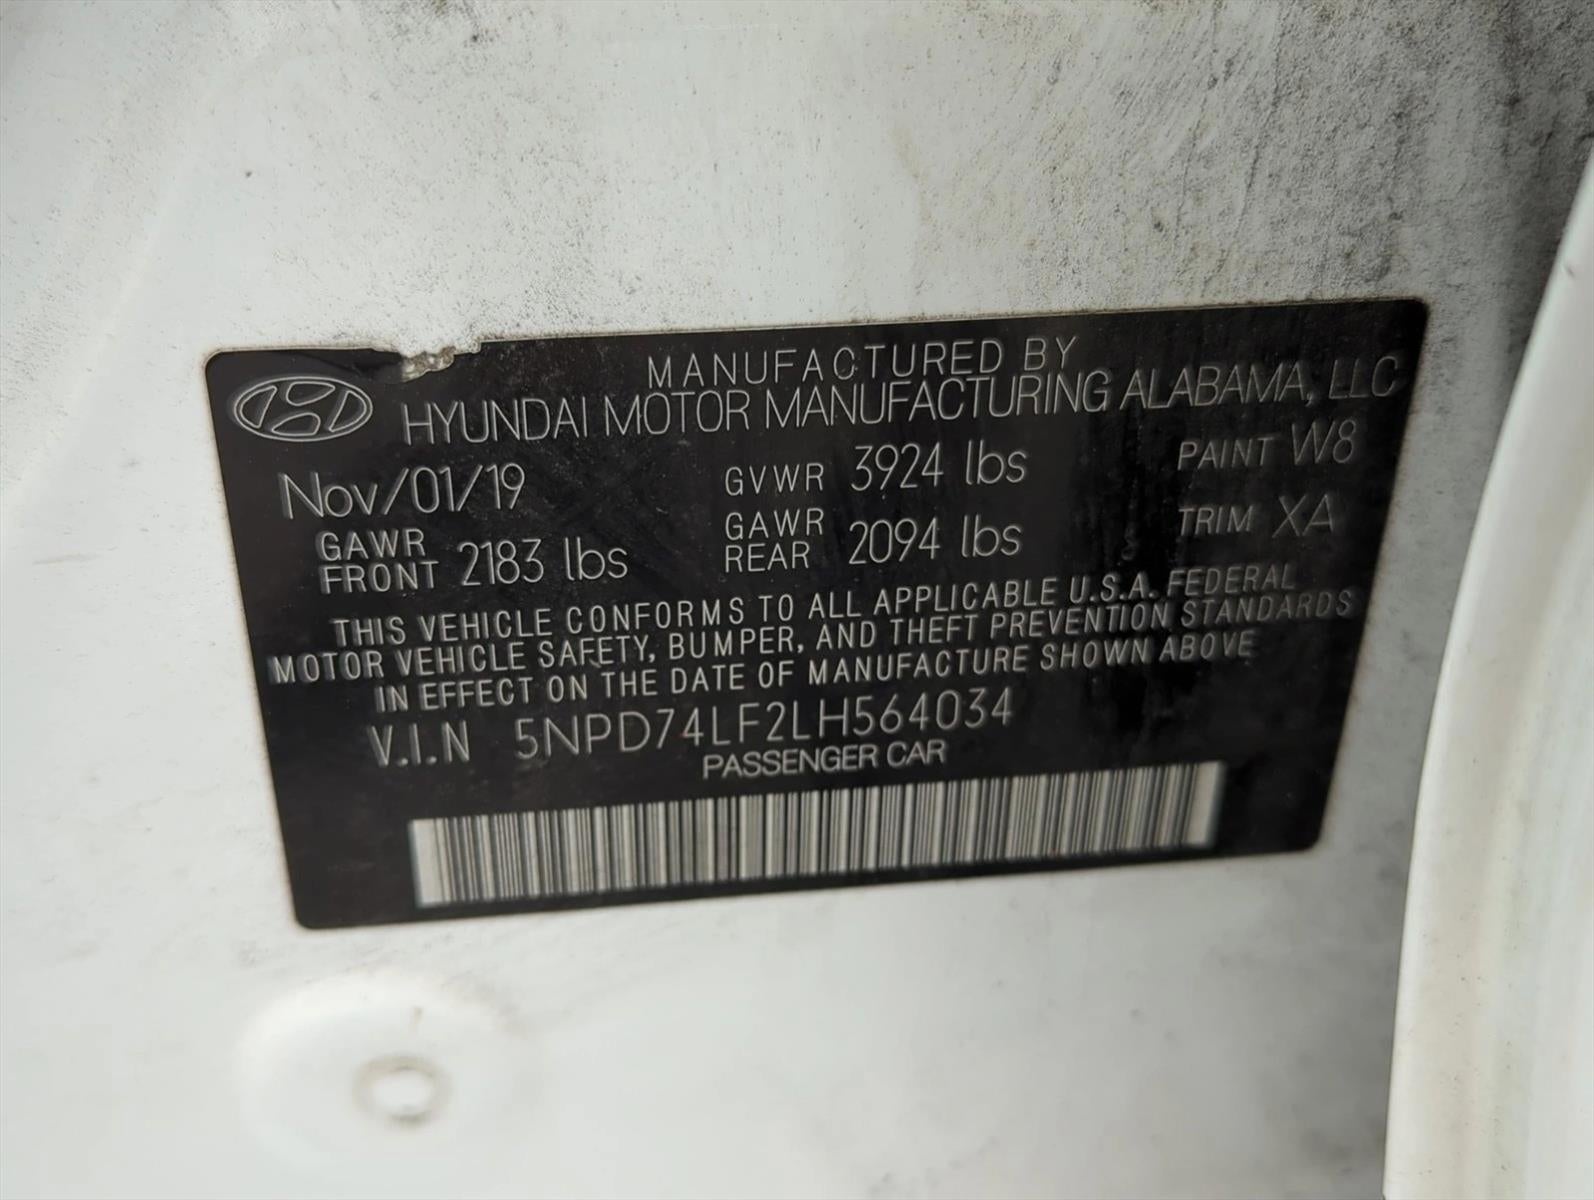 MANUFACTURED BY
HYUNDAI MOTOR MANUFACTURING ALABAMA, LLC
Nov/01/19 GVWR 3924 lbs PAINT W8
GAWR FRONT 2183 lbs GAWR REAR 2094 lbs TRIM XA
THIS VEHICLE CONFORMS TO ALL APPLICABLE U.S.A. FEDERAL
MOTOR VEHICLE SAFETY, BUMPER, AND THEFT PREVENTION STANDARDS
IN EFFECT ON THE DATE OF MANUFACTURE SHOWN ABOVE
V.I.N 5NPD74LF2LH564034
PASSENGER CAR